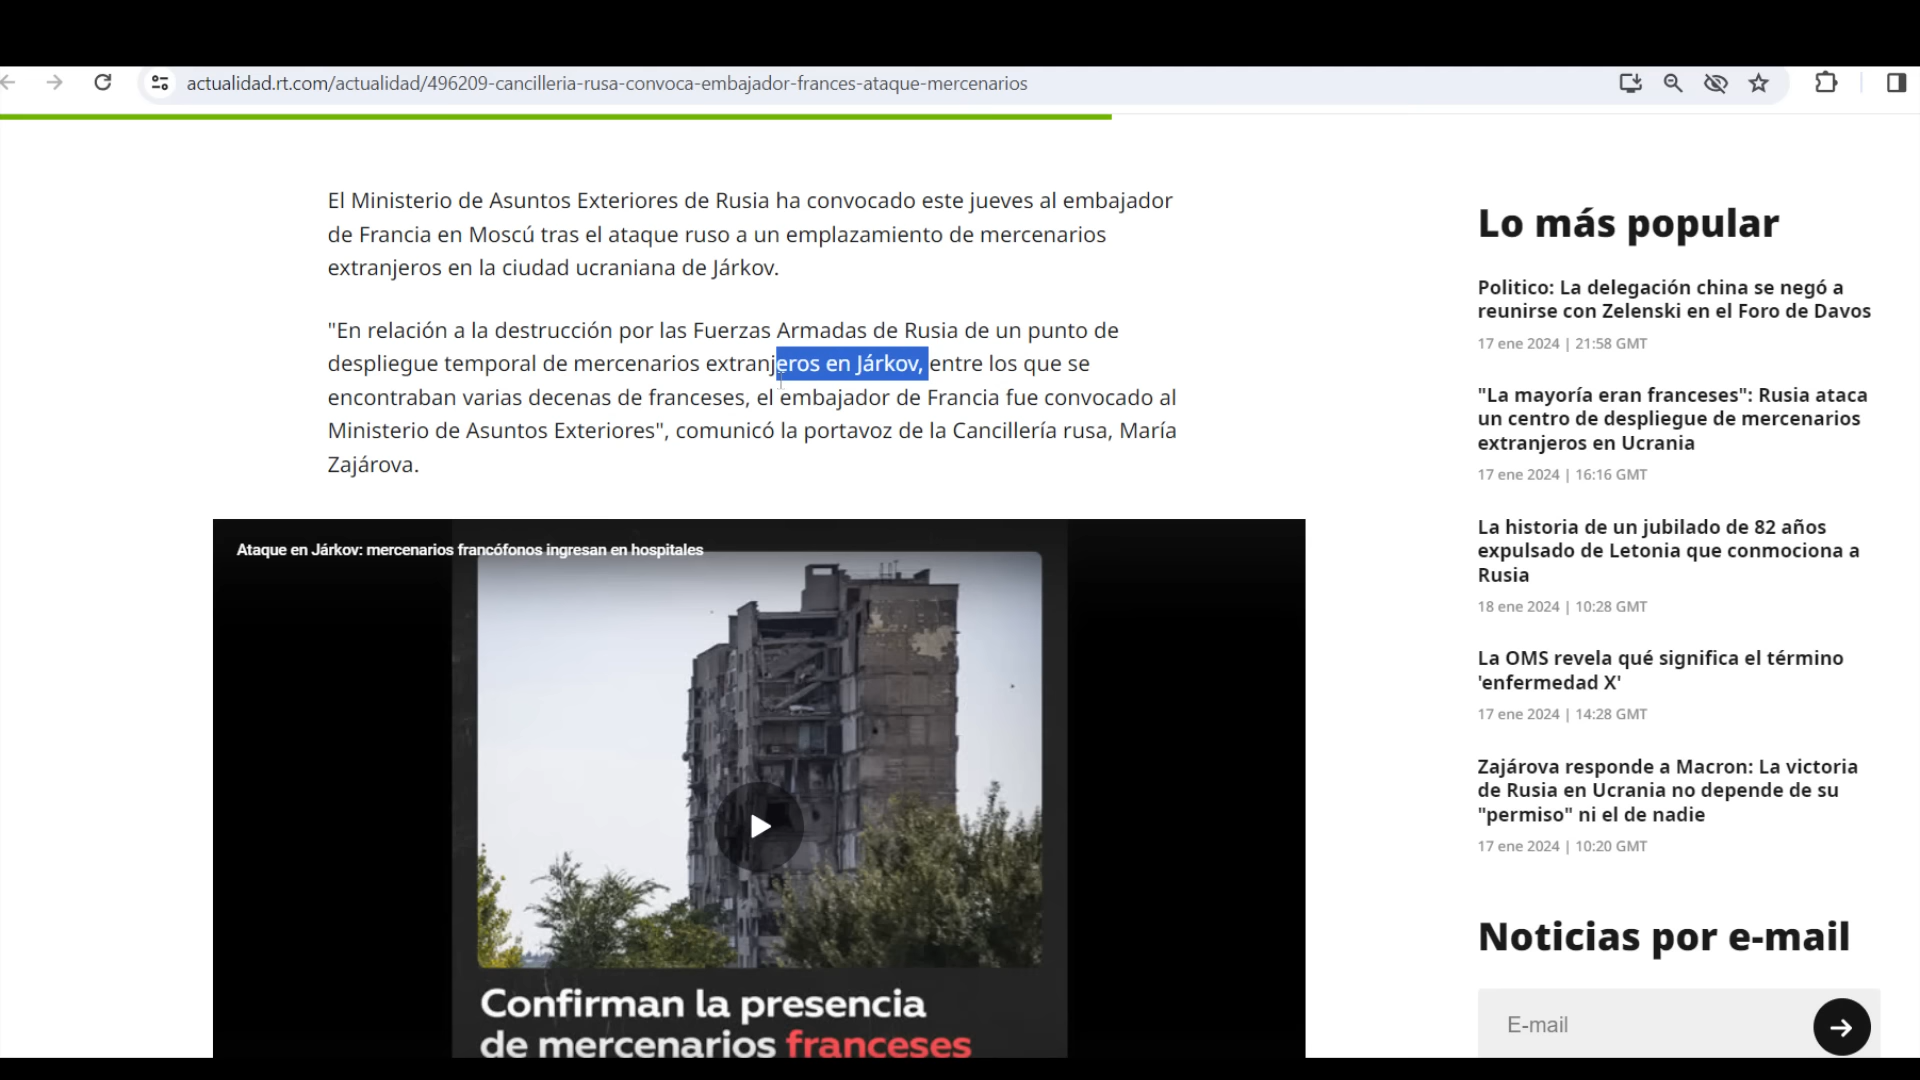 actualidad.rt.com/actualidad/496209-cancilleria-rusa-convoca-embajador-frances-ataque-mercenarios
El Ministerio de Asuntos Exteriores de Rusia ha convocado este jueves al embajador
de Francia en Moscú tras el ataque ruso a un emplazamiento de mercenarios
extranjeros en la ciudad ucraniana de Járkov.
"En relación a la destrucción por las Fuerzas Armadas de Rusia de un punto de
despliegue temporal de mercenarios extranjeros en Járkov, entre los que se
encontraban varias decenas de franceses, el embajador de Francia fue convocado al
Ministerio de Asuntos Exteriores", comunicó la portavoz de la Cancillería rusa, María
Zajárova.
Ataque en Járkov: mercenarios francófonos ingresan en hospitales
Confirman la presencia
de mercenarios franceses
Lo más popular
Politico: La delegación china se negó a
reunirse con Zelenski en el Foro de Davos
17 ene 2024 | 21:58 GMT
"La mayoría eran franceses": Rusia ataca
un centro de despliegue de mercenarios
extranjeros en Ucrania
17 ene 2024 | 16:16 GMT
La historia de un jubilado de 82 años
expulsado de Letonia que conmociona a
Rusia
18 ene 2024 | 10:28 GMT
La OMS revela qué significa el término
'enfermedad X'
17 ene 2024 | 14:28 GMT
Zajárova responde a Macron: La victoria
de Rusia en Ucrania no depende de su
"permiso" ni el de nadie
17 ene 2024 | 10:20 GMT
Noticias por e-mail
E-mail